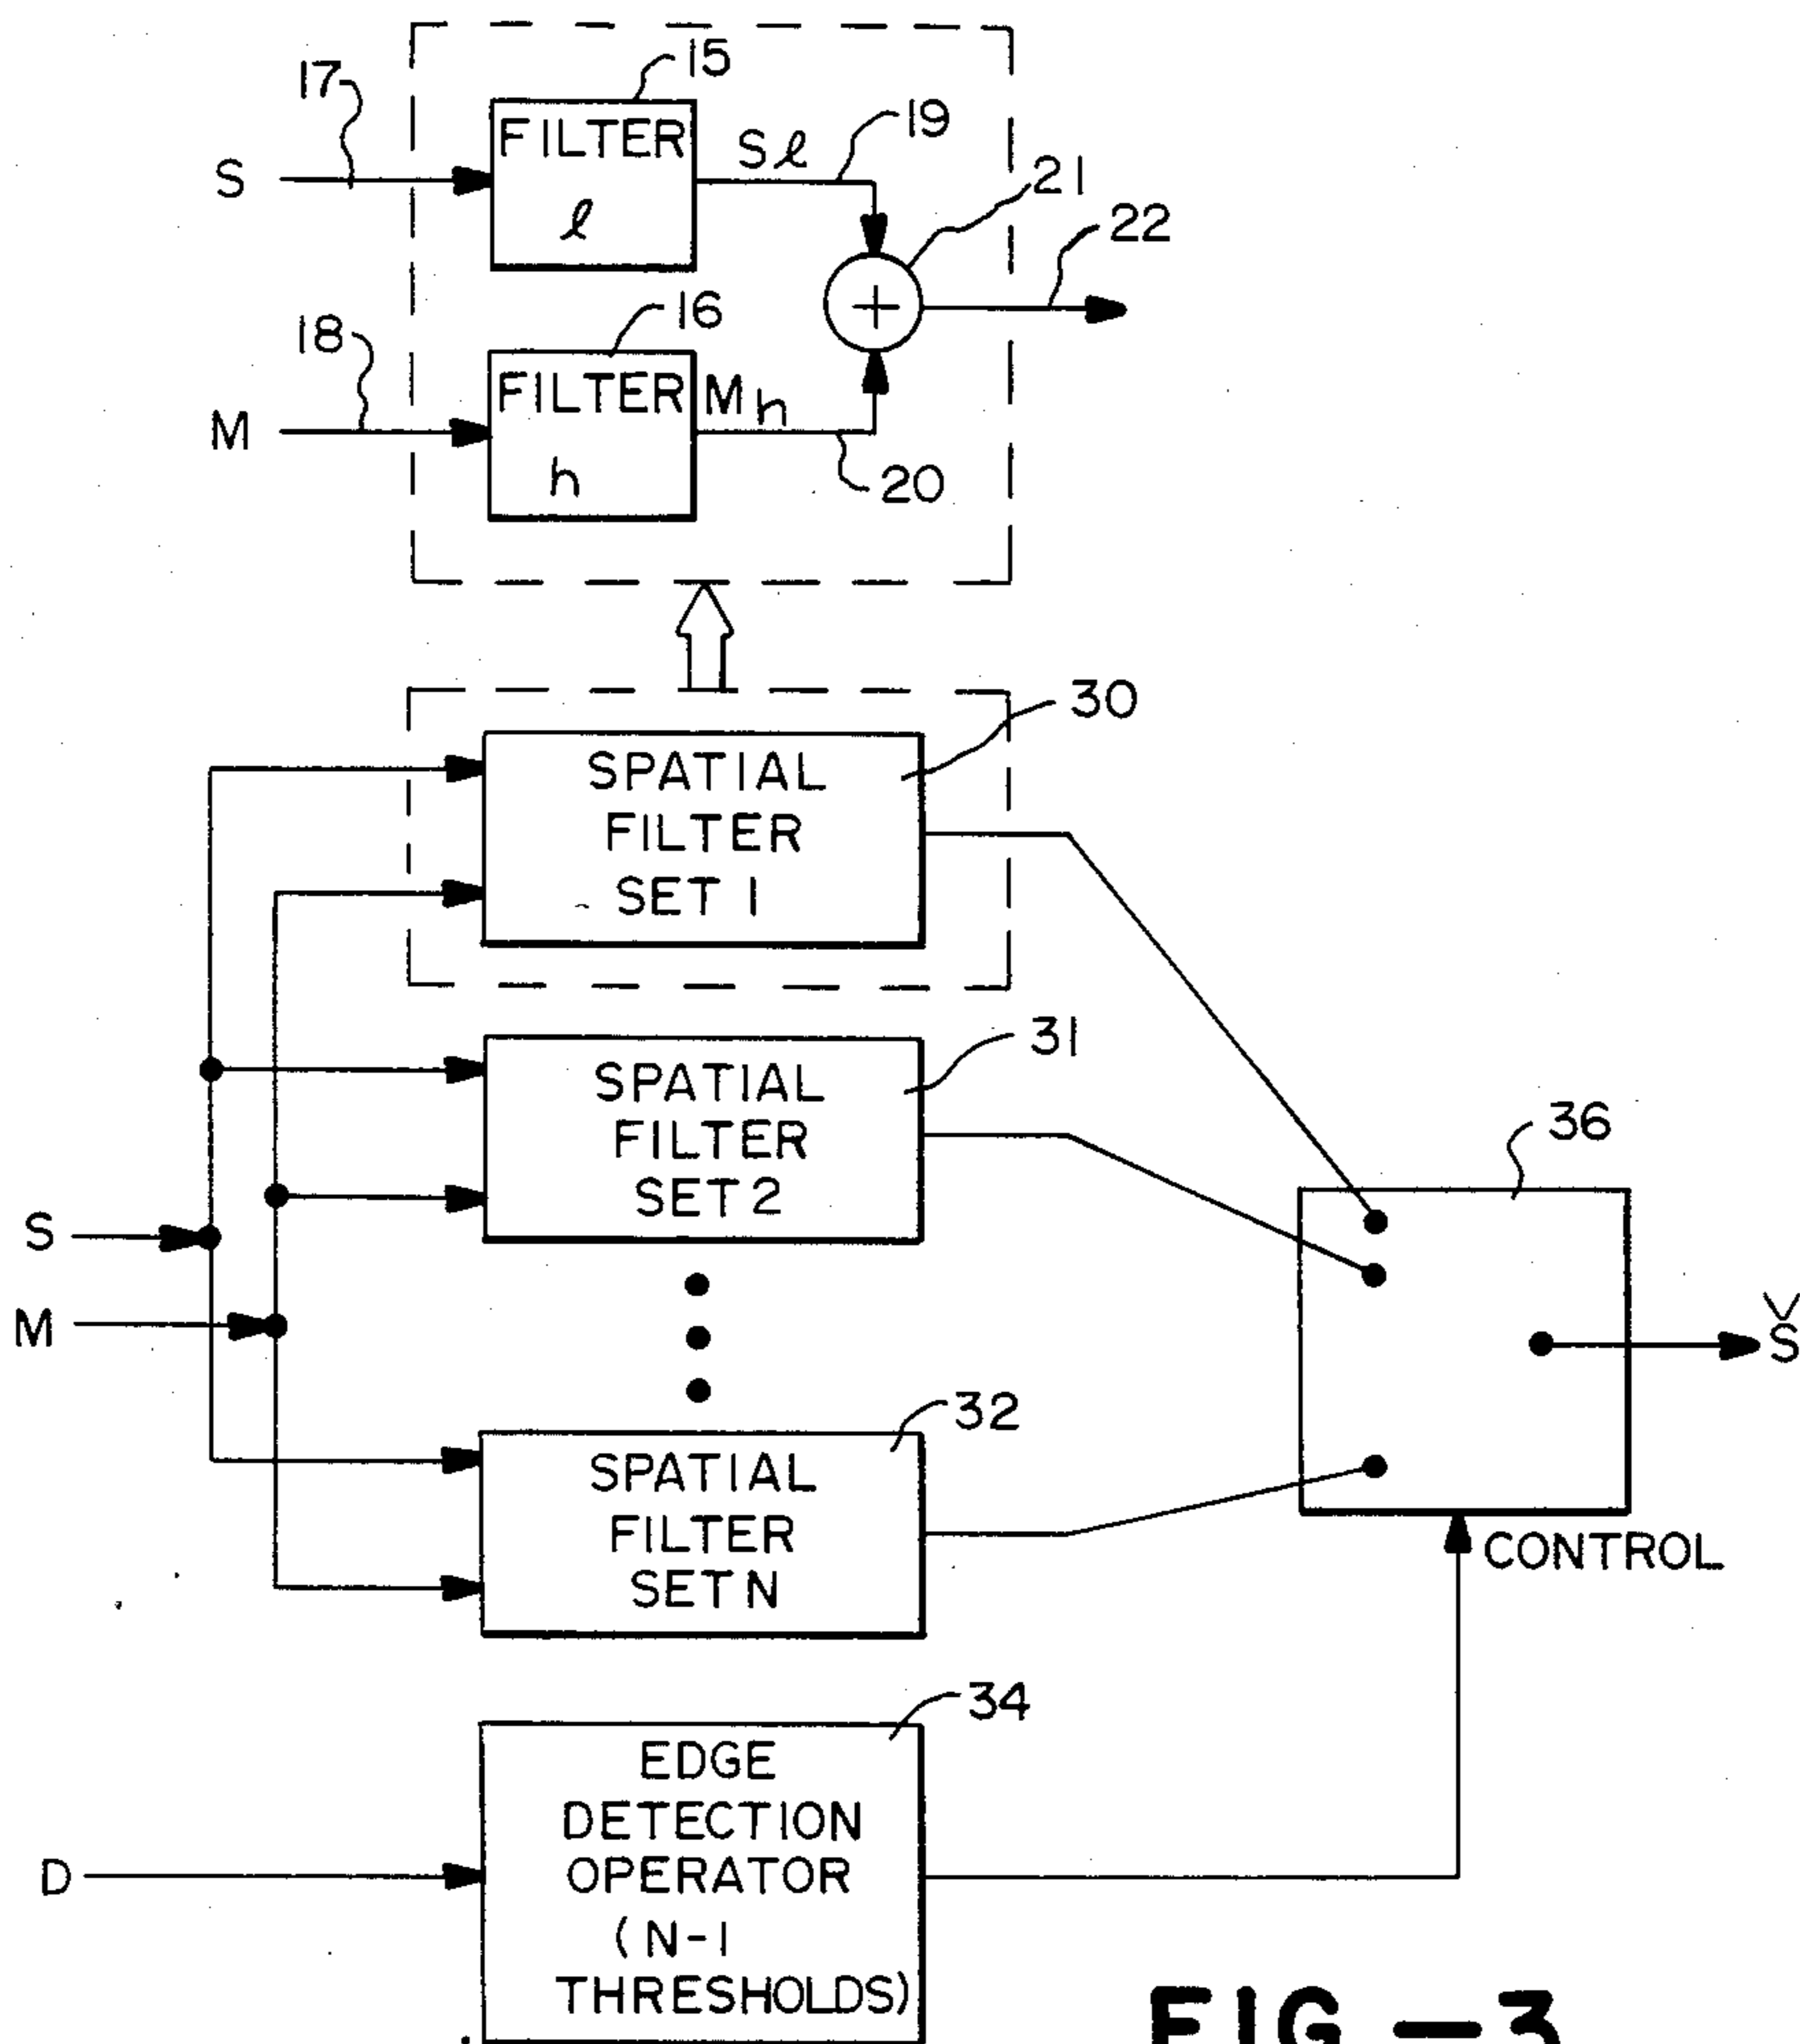 15
17
FILTER
Sℓ
19
S
ℓ
21
22
16
18
FILTER
Mh
M
h
20
30
SPATIAL
FILTER
SET 1
31
SPATIAL
FILTER
SET 2
36
S
M
Š
32
SPATIAL
FILTER
SET N
CONTROL
34
EDGE
DETECTION
D
OPERATOR
(N-1
THRESHOLDS)
FIG.—3